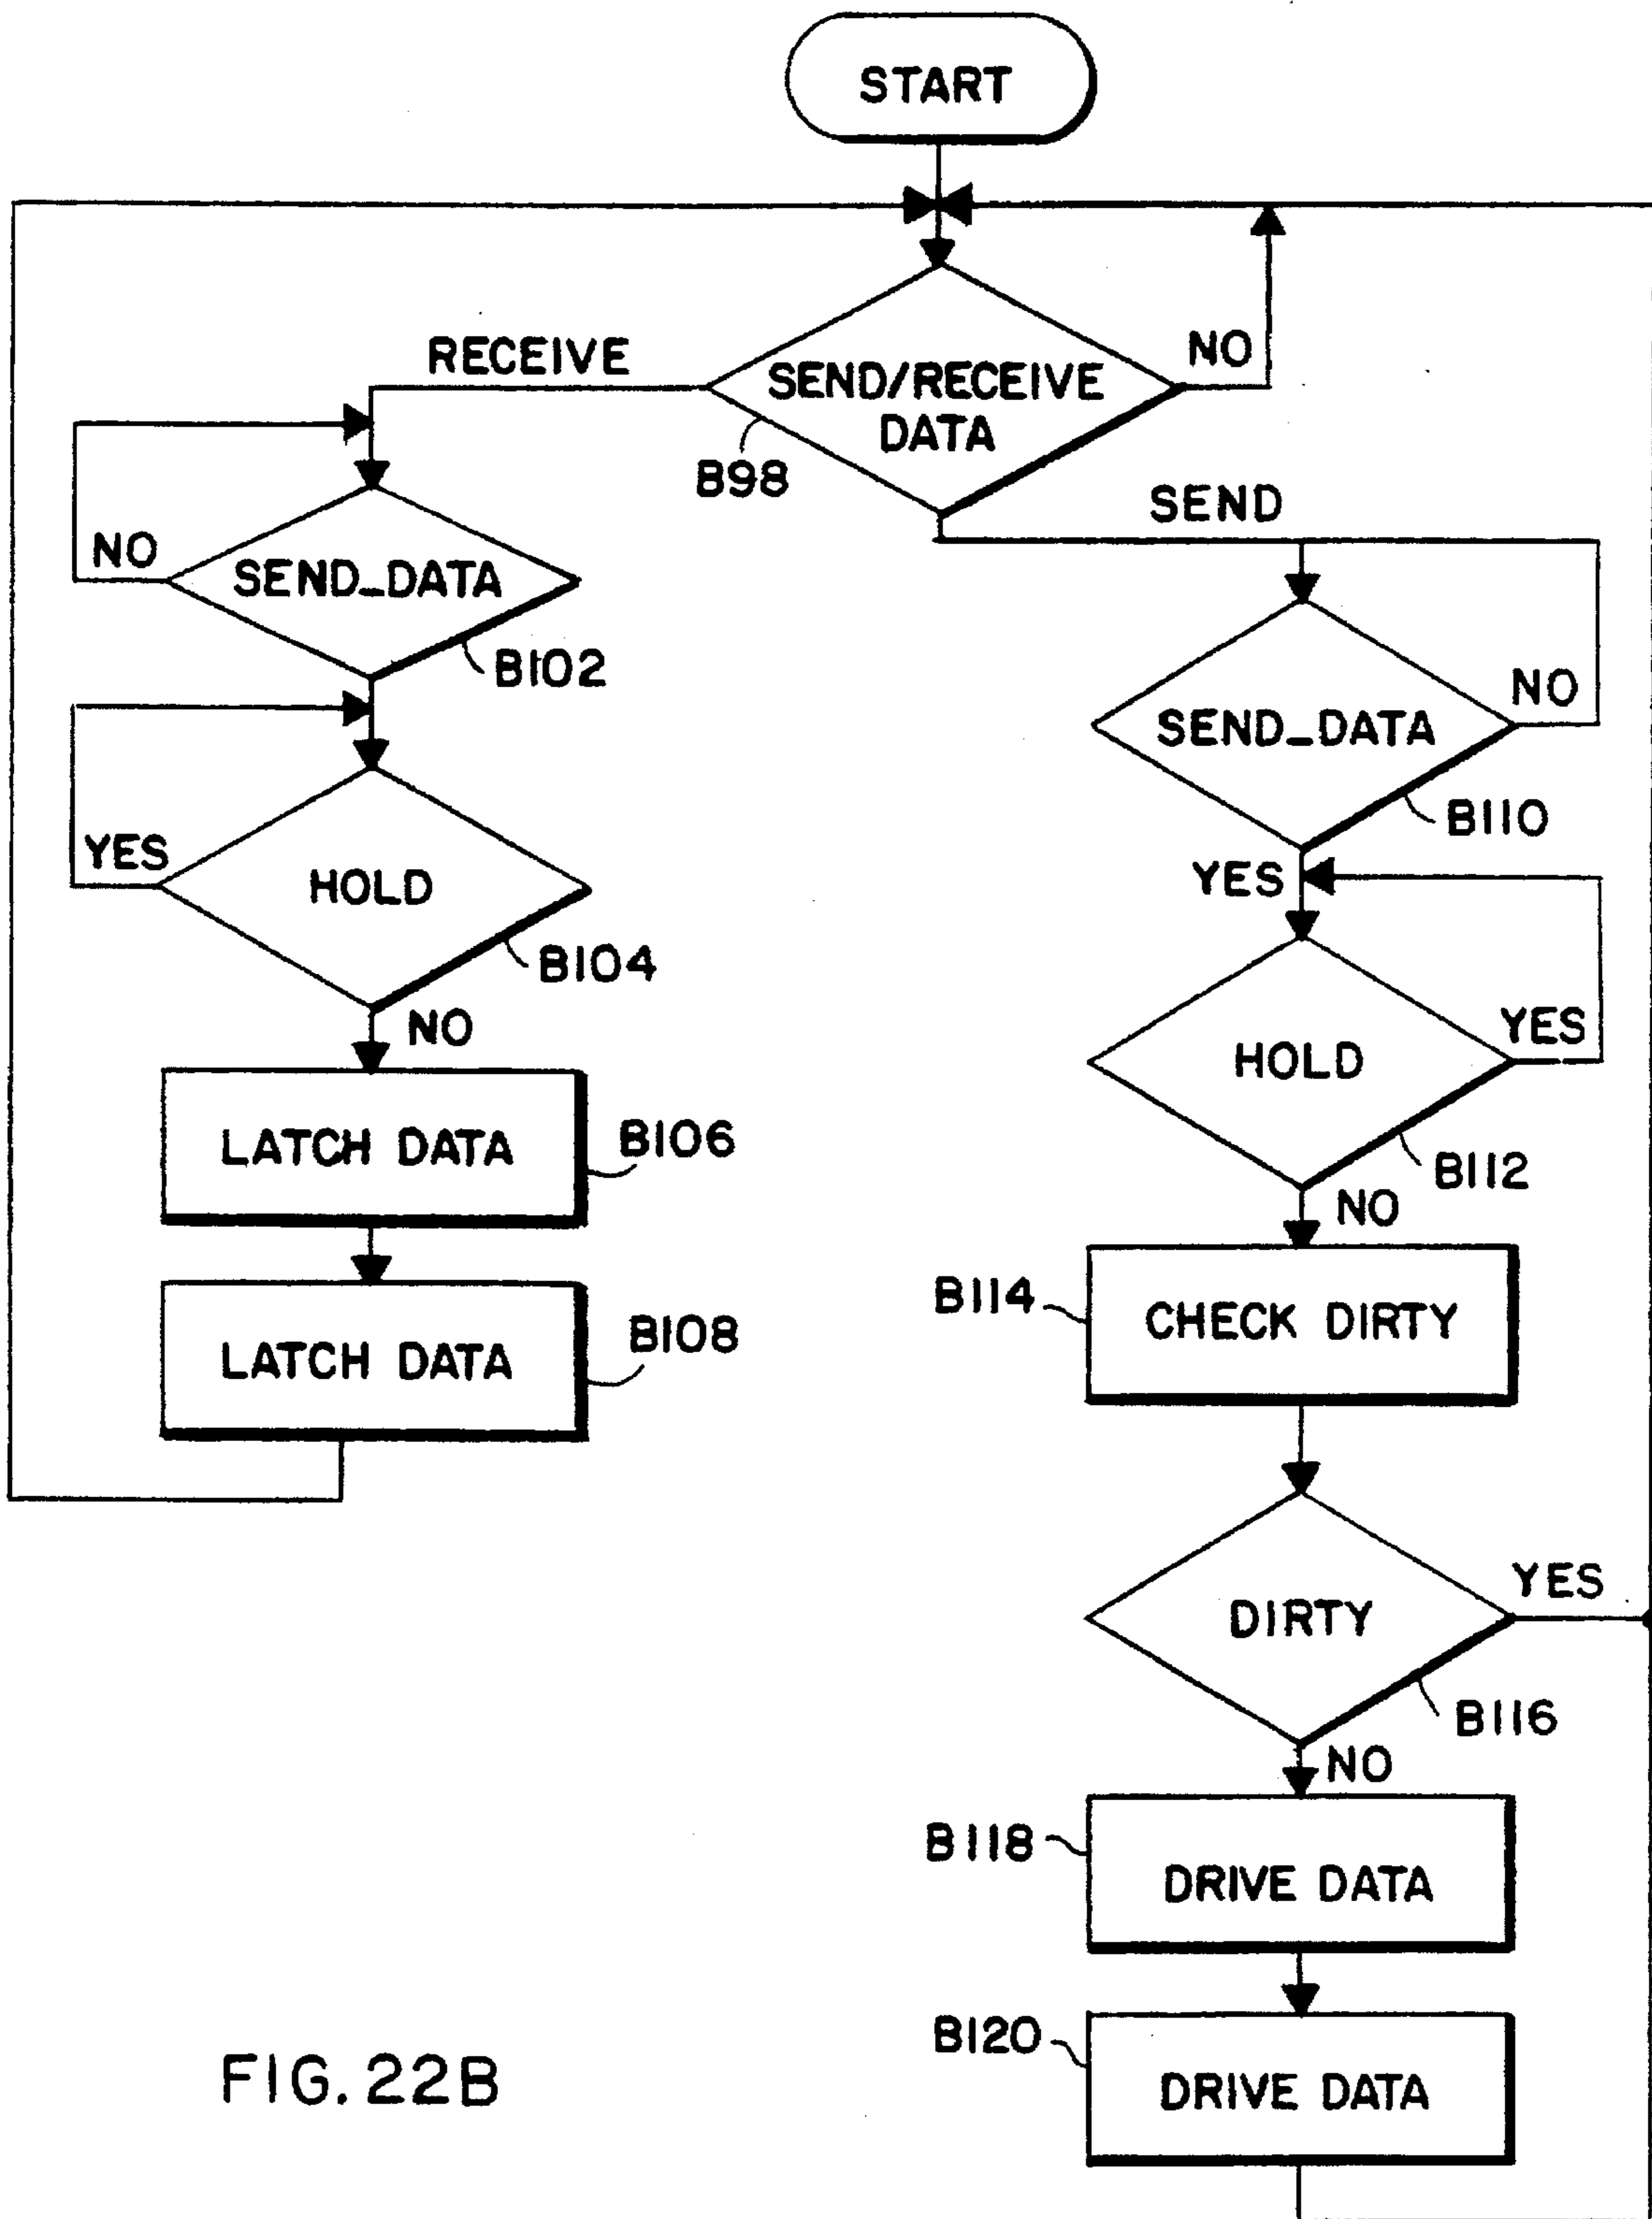 START
RECEIVE
SEND/RECEIVE
DATA
NO
B98
SEND
NO
SEND_DATA
B102
SEND_DATA
NO
B110
YES
YES
HOLD
B104
NO
HOLD
YES
B112
NO
LATCH DATA
B106
LATCH DATA
B108
B114
CHECK DIRTY
DIRTY
YES
B116
NO
B118
DRIVE DATA
B120
DRIVE DATA
FIG. 22B